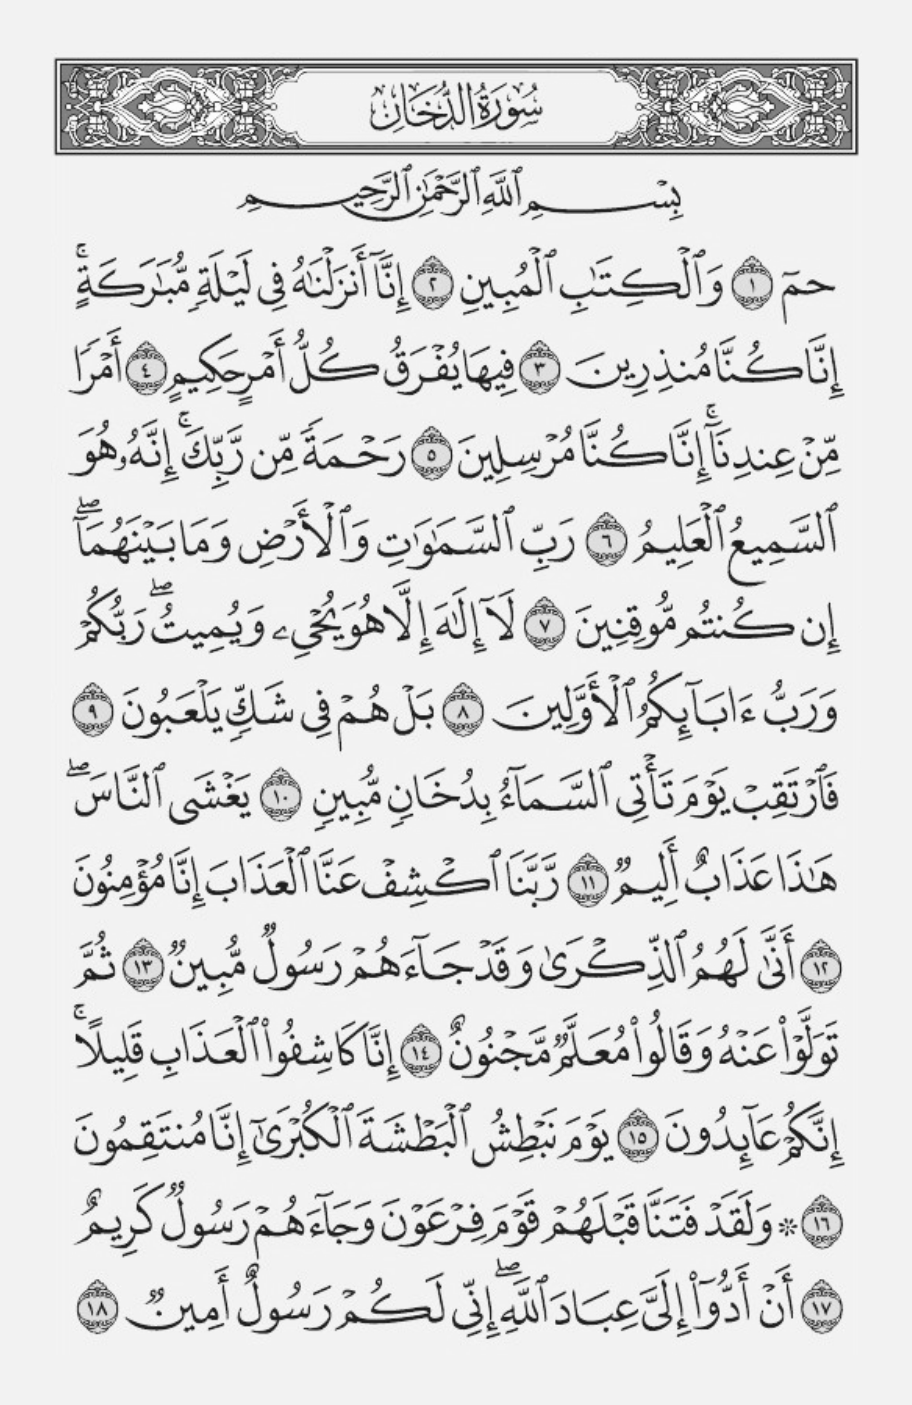 سُورَةُ الدُّخَانِ
بِسْمِ ٱللَّهِ ٱلرَّحْمَٰنِ ٱلرَّحِيمِ
حمٓ ١ وَٱلْكِتَٰبِ ٱلْمُبِينِ ٢ إِنَّآ أَنزَلْنَٰهُ فِى لَيْلَةٍ مُّبَٰرَكَةٍ ۚ
إِنَّا كُنَّا مُنذِرِينَ ٣ فِيهَا يُفْرَقُ كُلُّ أَمْرٍ حَكِيمٍ ٤ أَمْرًا
مِّنْ عِندِنَآ ۚ إِنَّا كُنَّا مُرْسِلِينَ ٥ رَحْمَةً مِّن رَّبِّكَ ۚ إِنَّهُۥ هُوَ
ٱلسَّمِيعُ ٱلْعَلِيمُ ٦ رَبِّ ٱلسَّمَٰوَٰتِ وَٱلْأَرْضِ وَمَا بَيْنَهُمَآ ۖ
إِن كُنتُم مُّوقِنِينَ ٧ لَآ إِلَٰهَ إِلَّا هُوَ يُحْىِۦ وَيُمِيتُ ۖ رَبُّكُمْ
وَرَبُّ ءَابَآئِكُمُ ٱلْأَوَّلِينَ ٨ بَلْ هُمْ فِى شَكٍّ يَلْعَبُونَ ٩
فَٱرْتَقِبْ يَوْمَ تَأْتِى ٱلسَّمَآءُ بِدُخَانٍ مُّبِينٍ ١٠ يَغْشَى ٱلنَّاسَ ۖ
هَٰذَا عَذَابٌ أَلِيمٌ ١١ رَّبَّنَا ٱكْشِفْ عَنَّا ٱلْعَذَابَ إِنَّا مُؤْمِنُونَ
١٢ أَنَّىٰ لَهُمُ ٱلذِّكْرَىٰ وَقَدْ جَآءَهُمْ رَسُولٌ مُّبِينٌ ١٣ ثُمَّ
تَوَلَّوْا۟ عَنْهُ وَقَالُوا۟ مُعَلَّمٌ مَّجْنُونٌ ١٤ إِنَّا كَاشِفُوا۟ ٱلْعَذَابِ قَلِيلًا ۚ
إِنَّكُمْ عَآئِدُونَ ١٥ يَوْمَ نَبْطِشُ ٱلْبَطْشَةَ ٱلْكُبْرَىٰٓ إِنَّا مُنتَقِمُونَ
١٦ ۞ وَلَقَدْ فَتَنَّا قَبْلَهُمْ قَوْمَ فِرْعَوْنَ وَجَآءَهُمْ رَسُولٌ كَرِيمٌ
١٧ أَنْ أَدُّوٓا۟ إِلَىَّ عِبَادَ ٱللَّهِ ۖ إِنِّى لَكُمْ رَسُولٌ أَمِينٌ ١٨